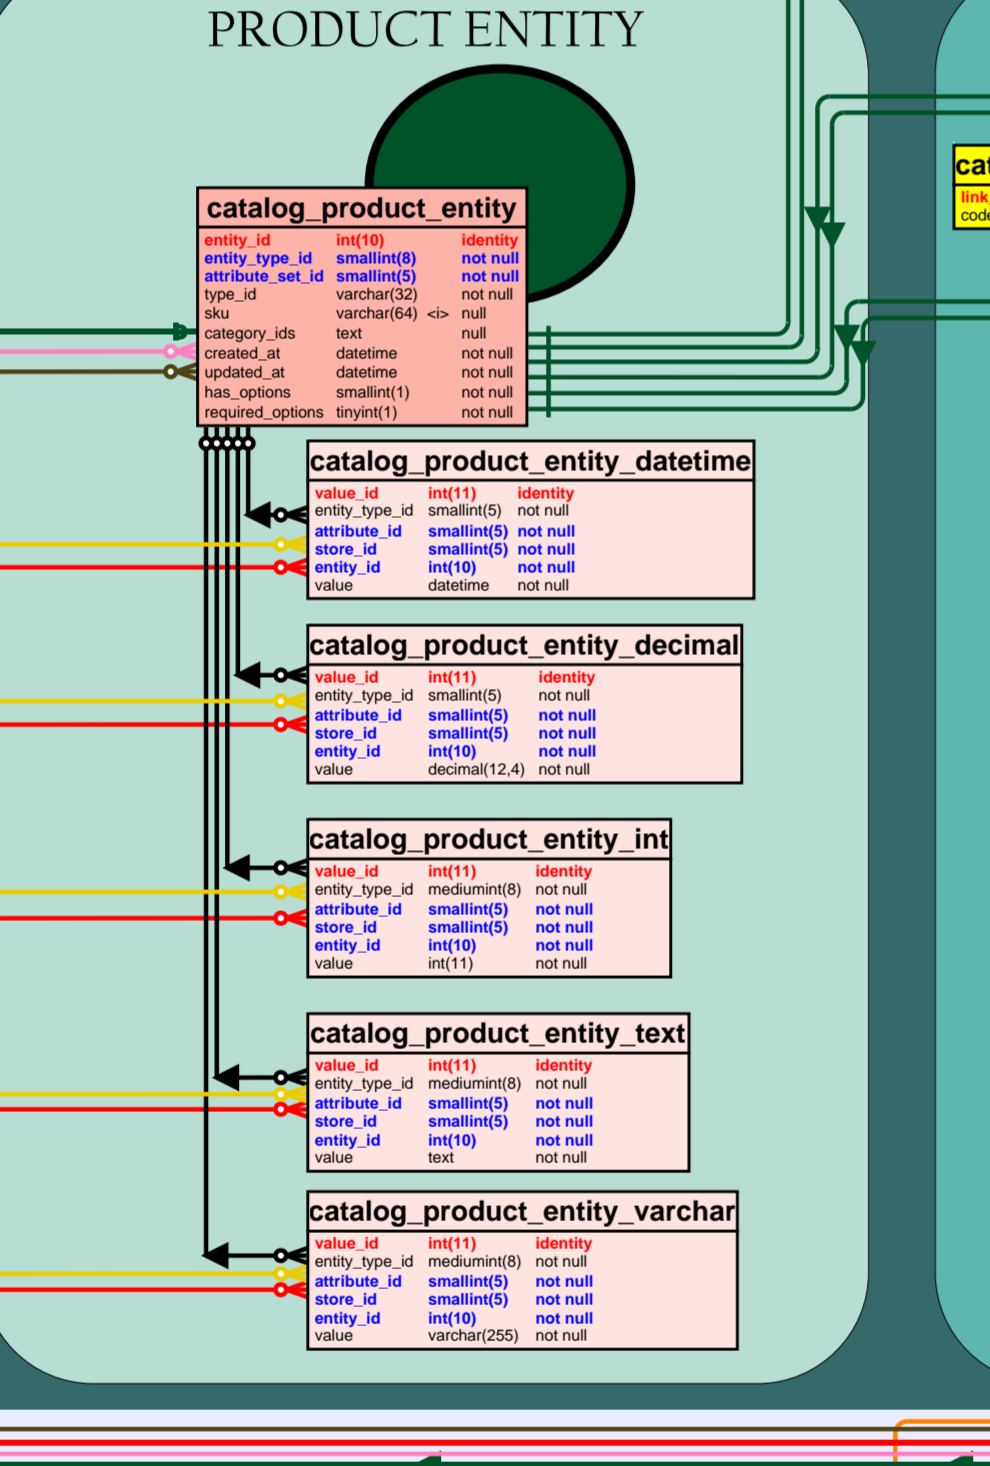 PRODUCT ENTITY
catalog_product_entity
entity_id int(10) identity
entity_type_id smallint(8) not null
attribute_set_id smallint(5) not null
type_id varchar(32) not null
sku varchar(64) <i> null
category_ids text null
created_at datetime not null
updated_at datetime not null
has_options smallint(1) not null
required_options tinyint(1) not null
cat
link_
code
catalog_product_entity_datetime
value_id int(11) identity
entity_type_id smallint(5) not null
attribute_id smallint(5) not null
store_id smallint(5) not null
entity_id int(10) not null
value datetime not null
catalog_product_entity_decimal
value_id int(11) identity
entity_type_id smallint(5) not null
attribute_id smallint(5) not null
store_id smallint(5) not null
entity_id int(10) not null
value decimal(12,4) not null
catalog_product_entity_int
value_id int(11) identity
entity_type_id mediumint(8) not null
attribute_id smallint(5) not null
store_id smallint(5) not null
entity_id int(10) not null
value int(11) not null
catalog_product_entity_text
value_id int(11) identity
entity_type_id mediumint(8) not null
attribute_id smallint(5) not null
store_id smallint(5) not null
entity_id int(10) not null
value text not null
catalog_product_entity_varchar
value_id int(11) identity
entity_type_id mediumint(8) not null
attribute_id smallint(5) not null
store_id smallint(5) not null
entity_id int(10) not null
value varchar(255) not null